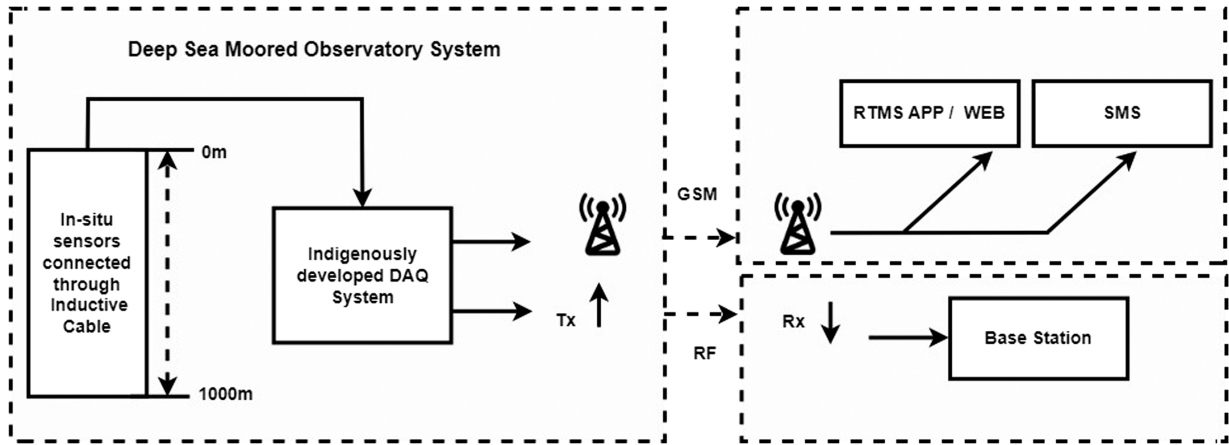 Deep Sea Moored Observatory System
0m
In-situ
sensors
connected
through
Inductive
Cable
1000m
Indigenously
developed DAQ
System
Tx
GSM
RF
RTMS APP / WEB
SMS
Rx
Base Station